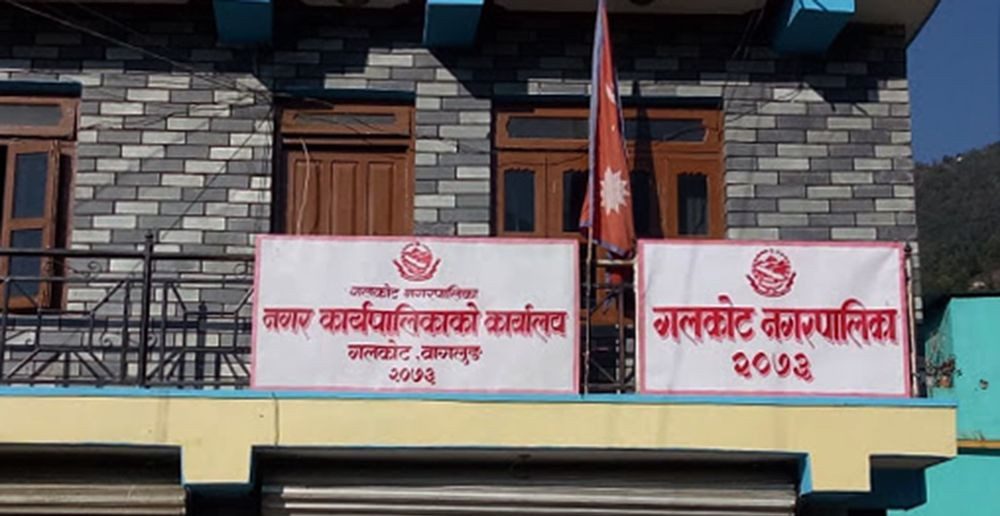 गलकोट नगरपालिका
नगर कार्यपालिकाको कार्यालय
गलकोट, बागलुङ
२०७३
गलकोट नगरपालिका
२०७३